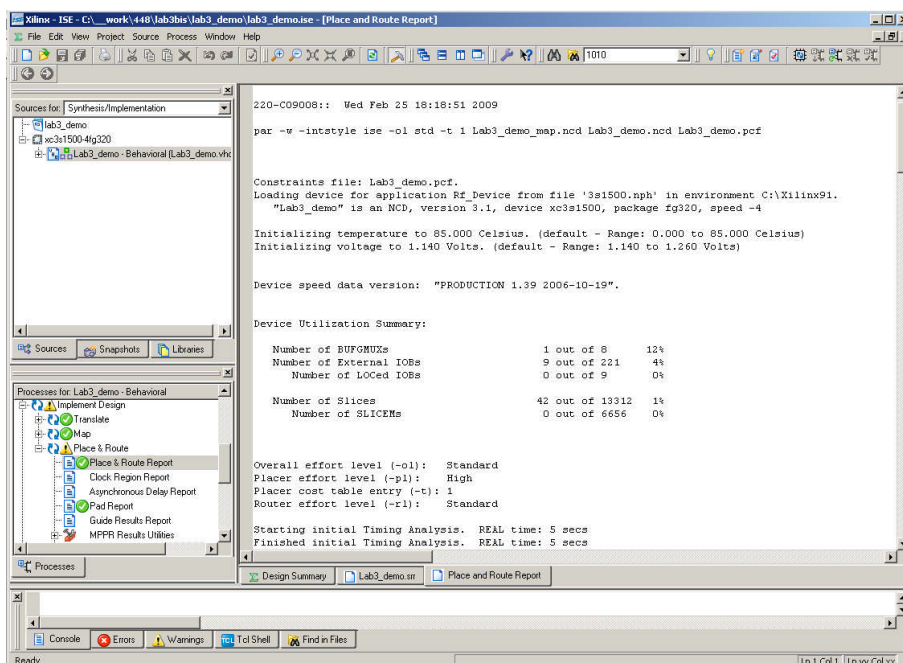 Xilinx - ISE - C:\__work\448\lab3bis\lab3_demo\lab3_demo.ise - [Place and Route Report]
File Edit View Project Source Process Window Help
1010
Sources for: Synthesis/Implementation
lab3_demo
xc3s1500-4fg320
Lab3_demo - Behavioral (Lab3_demo.vhd
Sources Snapshots Libraries
Processes for: Lab3_demo - Behavioral
Implement Design
Translate
Map
Place & Route
Place & Route Report
Clock Region Report
Asynchronous Delay Report
Pad Report
Guide Results Report
MPPR Results Utilities
Processes
220-C09008:: Wed Feb 25 18:18:51 2009
par -w -intstyle ise -ol std -t 1 Lab3_demo_map.ncd Lab3_demo.ncd Lab3_demo.pcf
Constraints file: Lab3_demo.pcf.
Loading device for application Rf_Device from file '3s1500.nph' in environment C:\Xilinx91.
"Lab3_demo" is an NCD, version 3.1, device xc3s1500, package fg320, speed -4
Initializing temperature to 85.000 Celsius. (default - Range: 0.000 to 85.000 Celsius)
Initializing voltage to 1.140 Volts. (default - Range: 1.140 to 1.260 Volts)
Device speed data version: "PRODUCTION 1.39 2006-10-19".
Device Utilization Summary:
Number of BUFGMUXs 1 out of 8 12%
Number of External IOBs 9 out of 221 4%
Number of LOCed IOBs 0 out of 9 0%
Number of Slices 42 out of 13312 1%
Number of SLICEMs 0 out of 6656 0%
Overall effort level (-ol): Standard
Placer effort level (-pl): High
Placer cost table entry (-t): 1
Router effort level (-rl): Standard
Starting initial Timing Analysis. REAL time: 5 secs
Finished initial Timing Analysis. REAL time: 5 secs
Design Summary Lab3_demo.srr Place and Route Report
Console Errors Warnings Tcl Shell Find in Files
Ready
Ln 1 Col 1